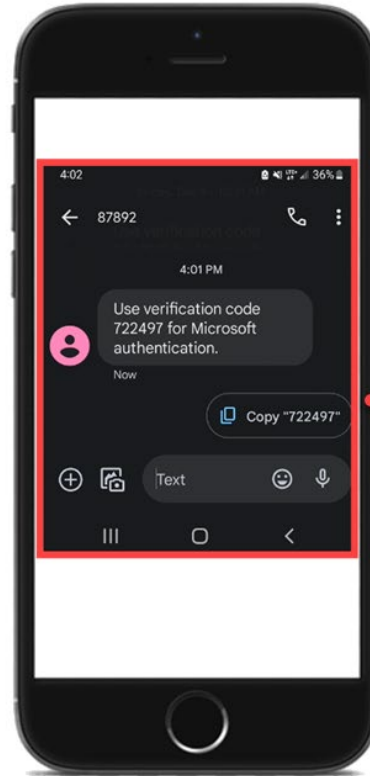 4:02 36%
87892
4:01 PM
Use verification code
722497 for Microsoft
authentication.
Now
Copy "722497"
Text